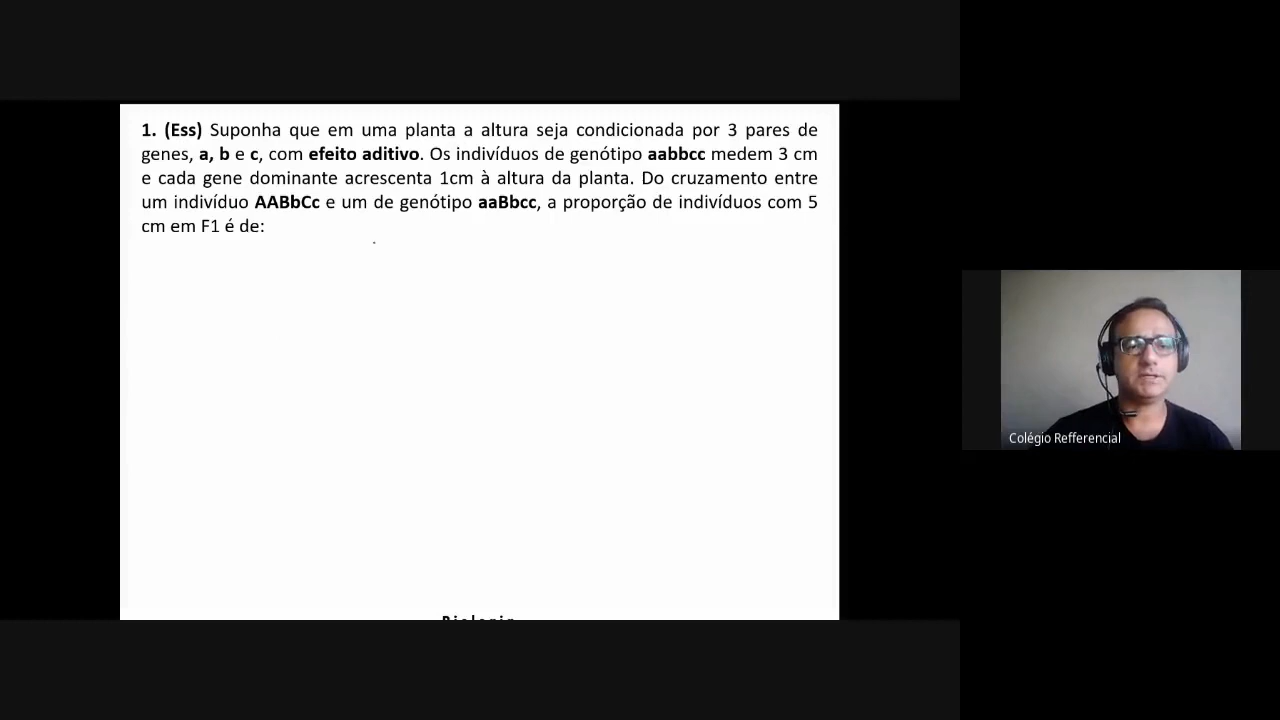 1. (Ess) Suponha que em uma planta a altura seja condicionada por 3 pares de
genes, a, b e c, com efeito aditivo. Os indivíduos de genótipo aabbcc medem 3 cm
e cada gene dominante acrescenta 1cm à altura da planta. Do cruzamento entre
um indivíduo AABbCc e um de genótipo aaBbcc, a proporção de indivíduos com 5
cm em F1 é de:
Colégio Refferencial